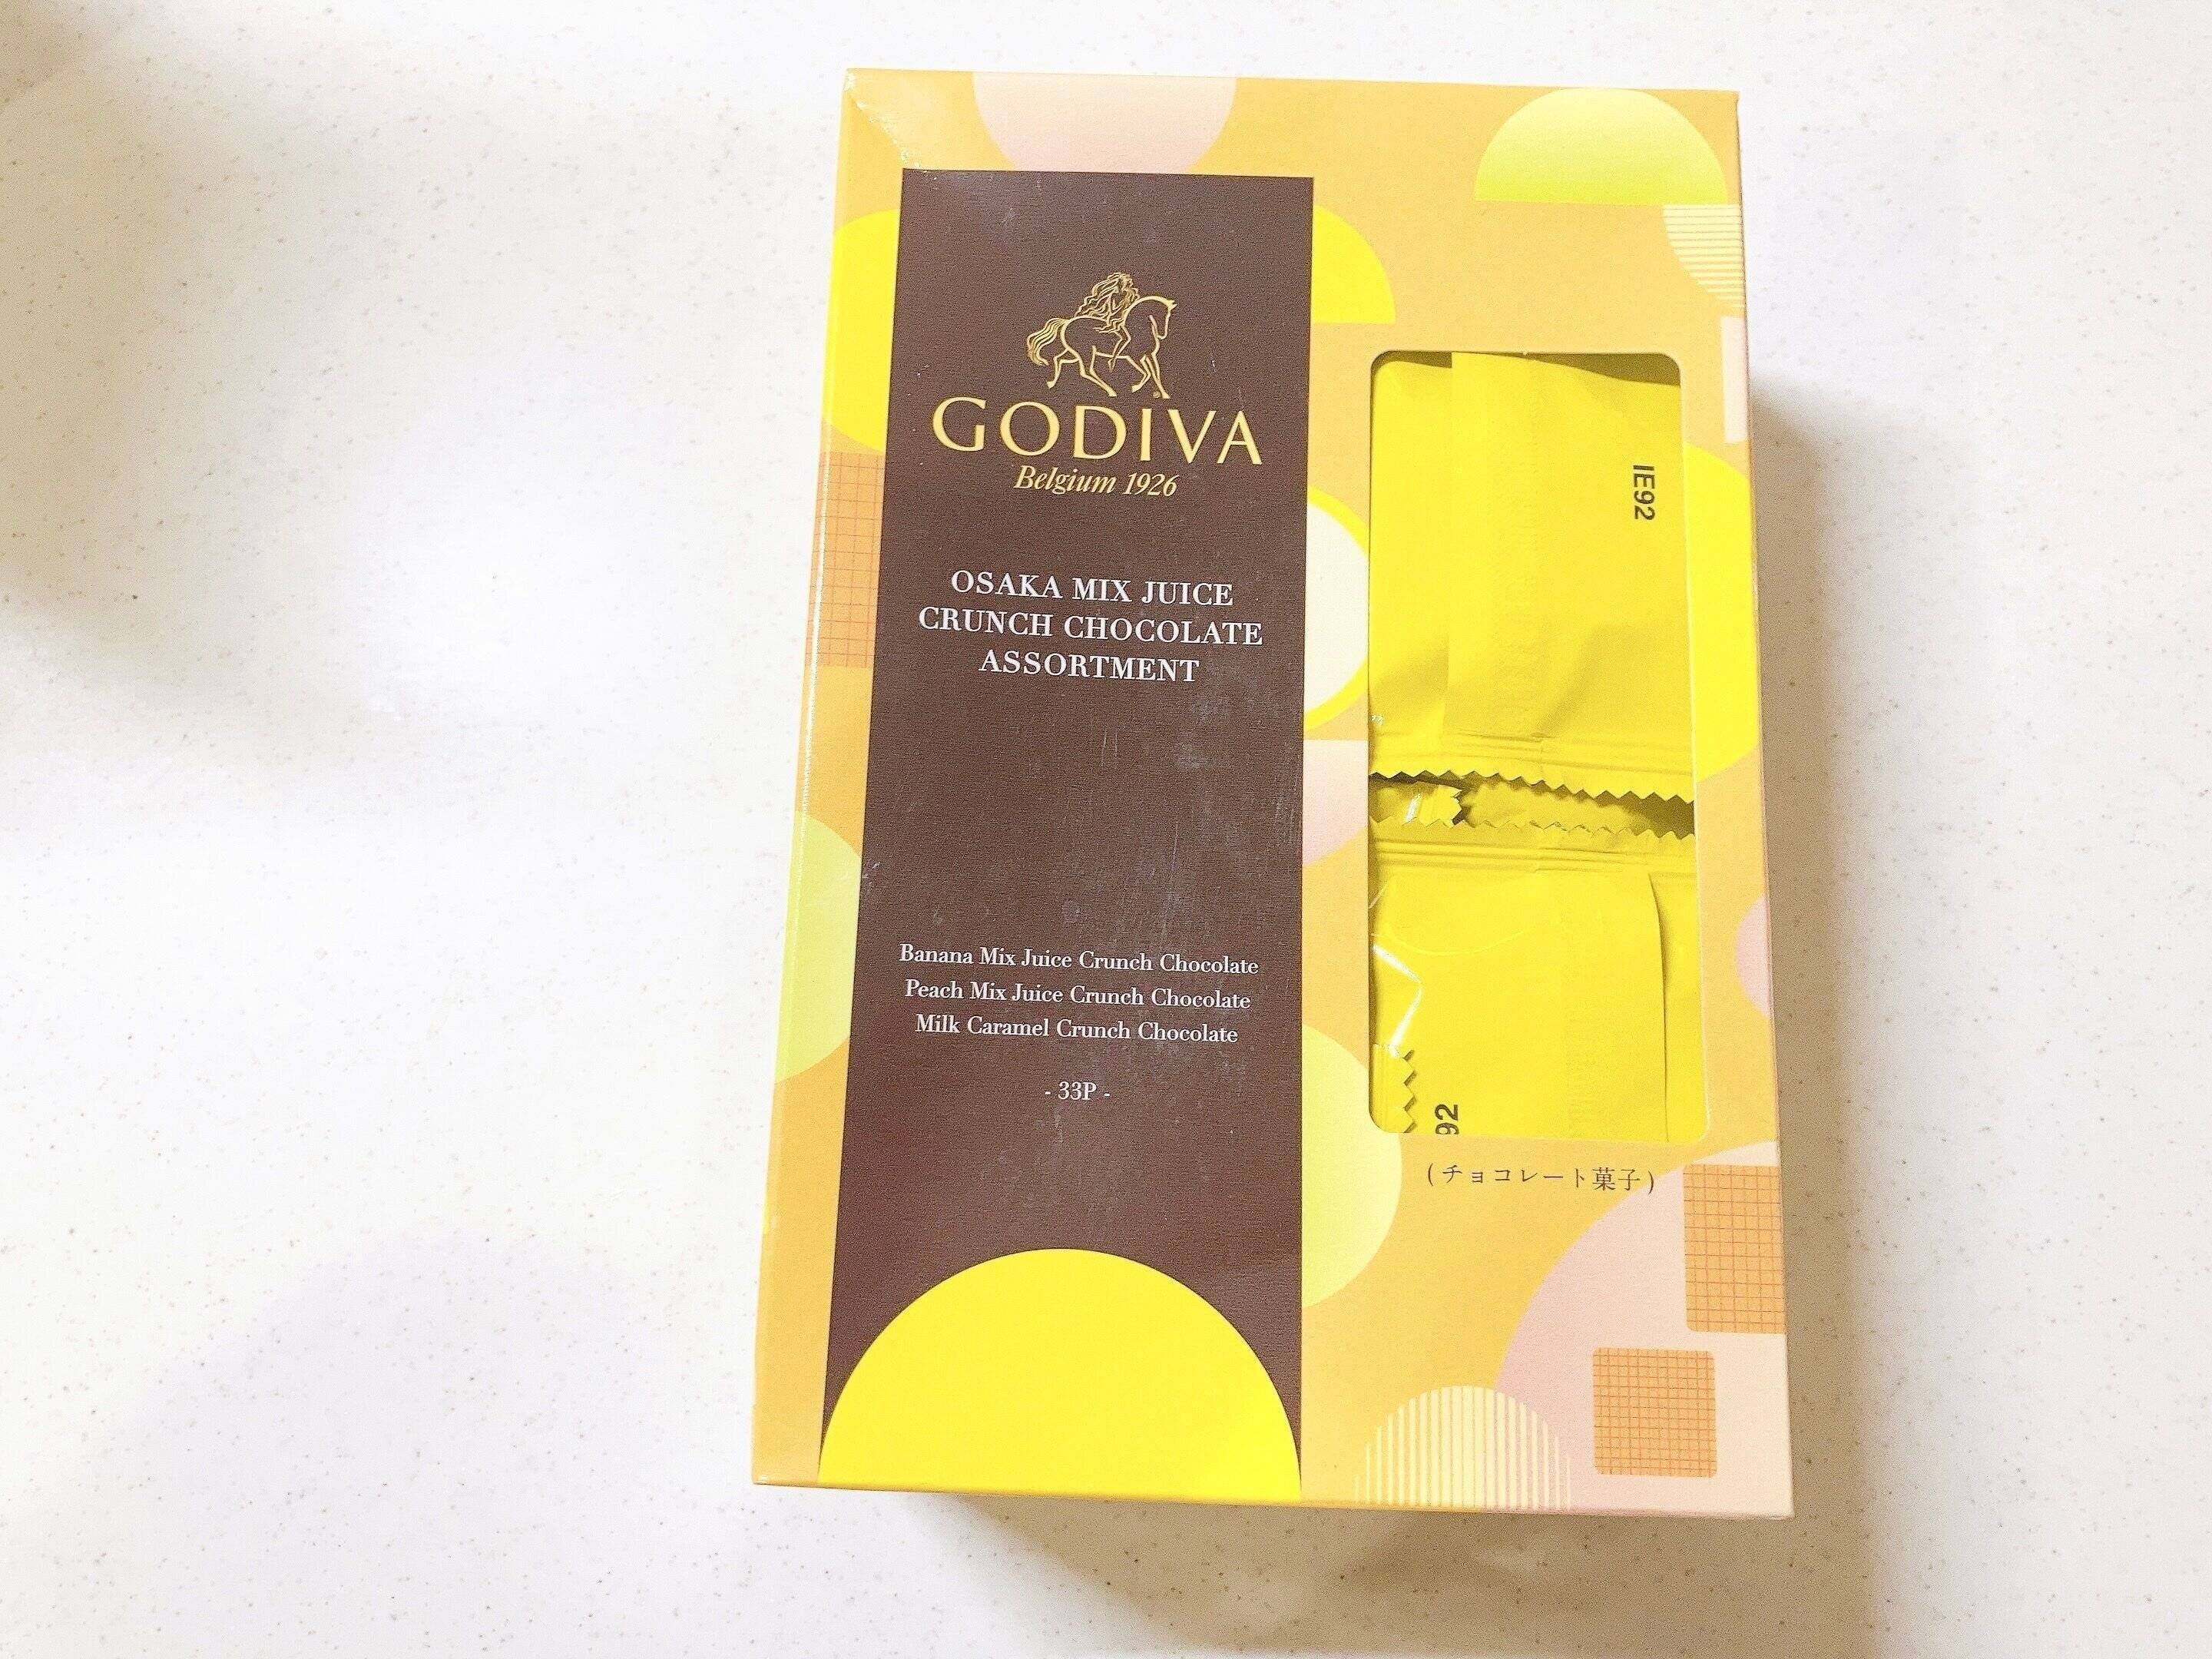 GODIVA
Belgium 1926
OSAKA MIX JUICE
CRUNCH CHOCOLATE
ASSORTMENT
Banana Mix Juice Crunch Chocolate
Peach Mix Juice Crunch Chocolate
Milk Caramel Crunch Chocolate
- 33P -
IE92
92
(チョコレート菓子)